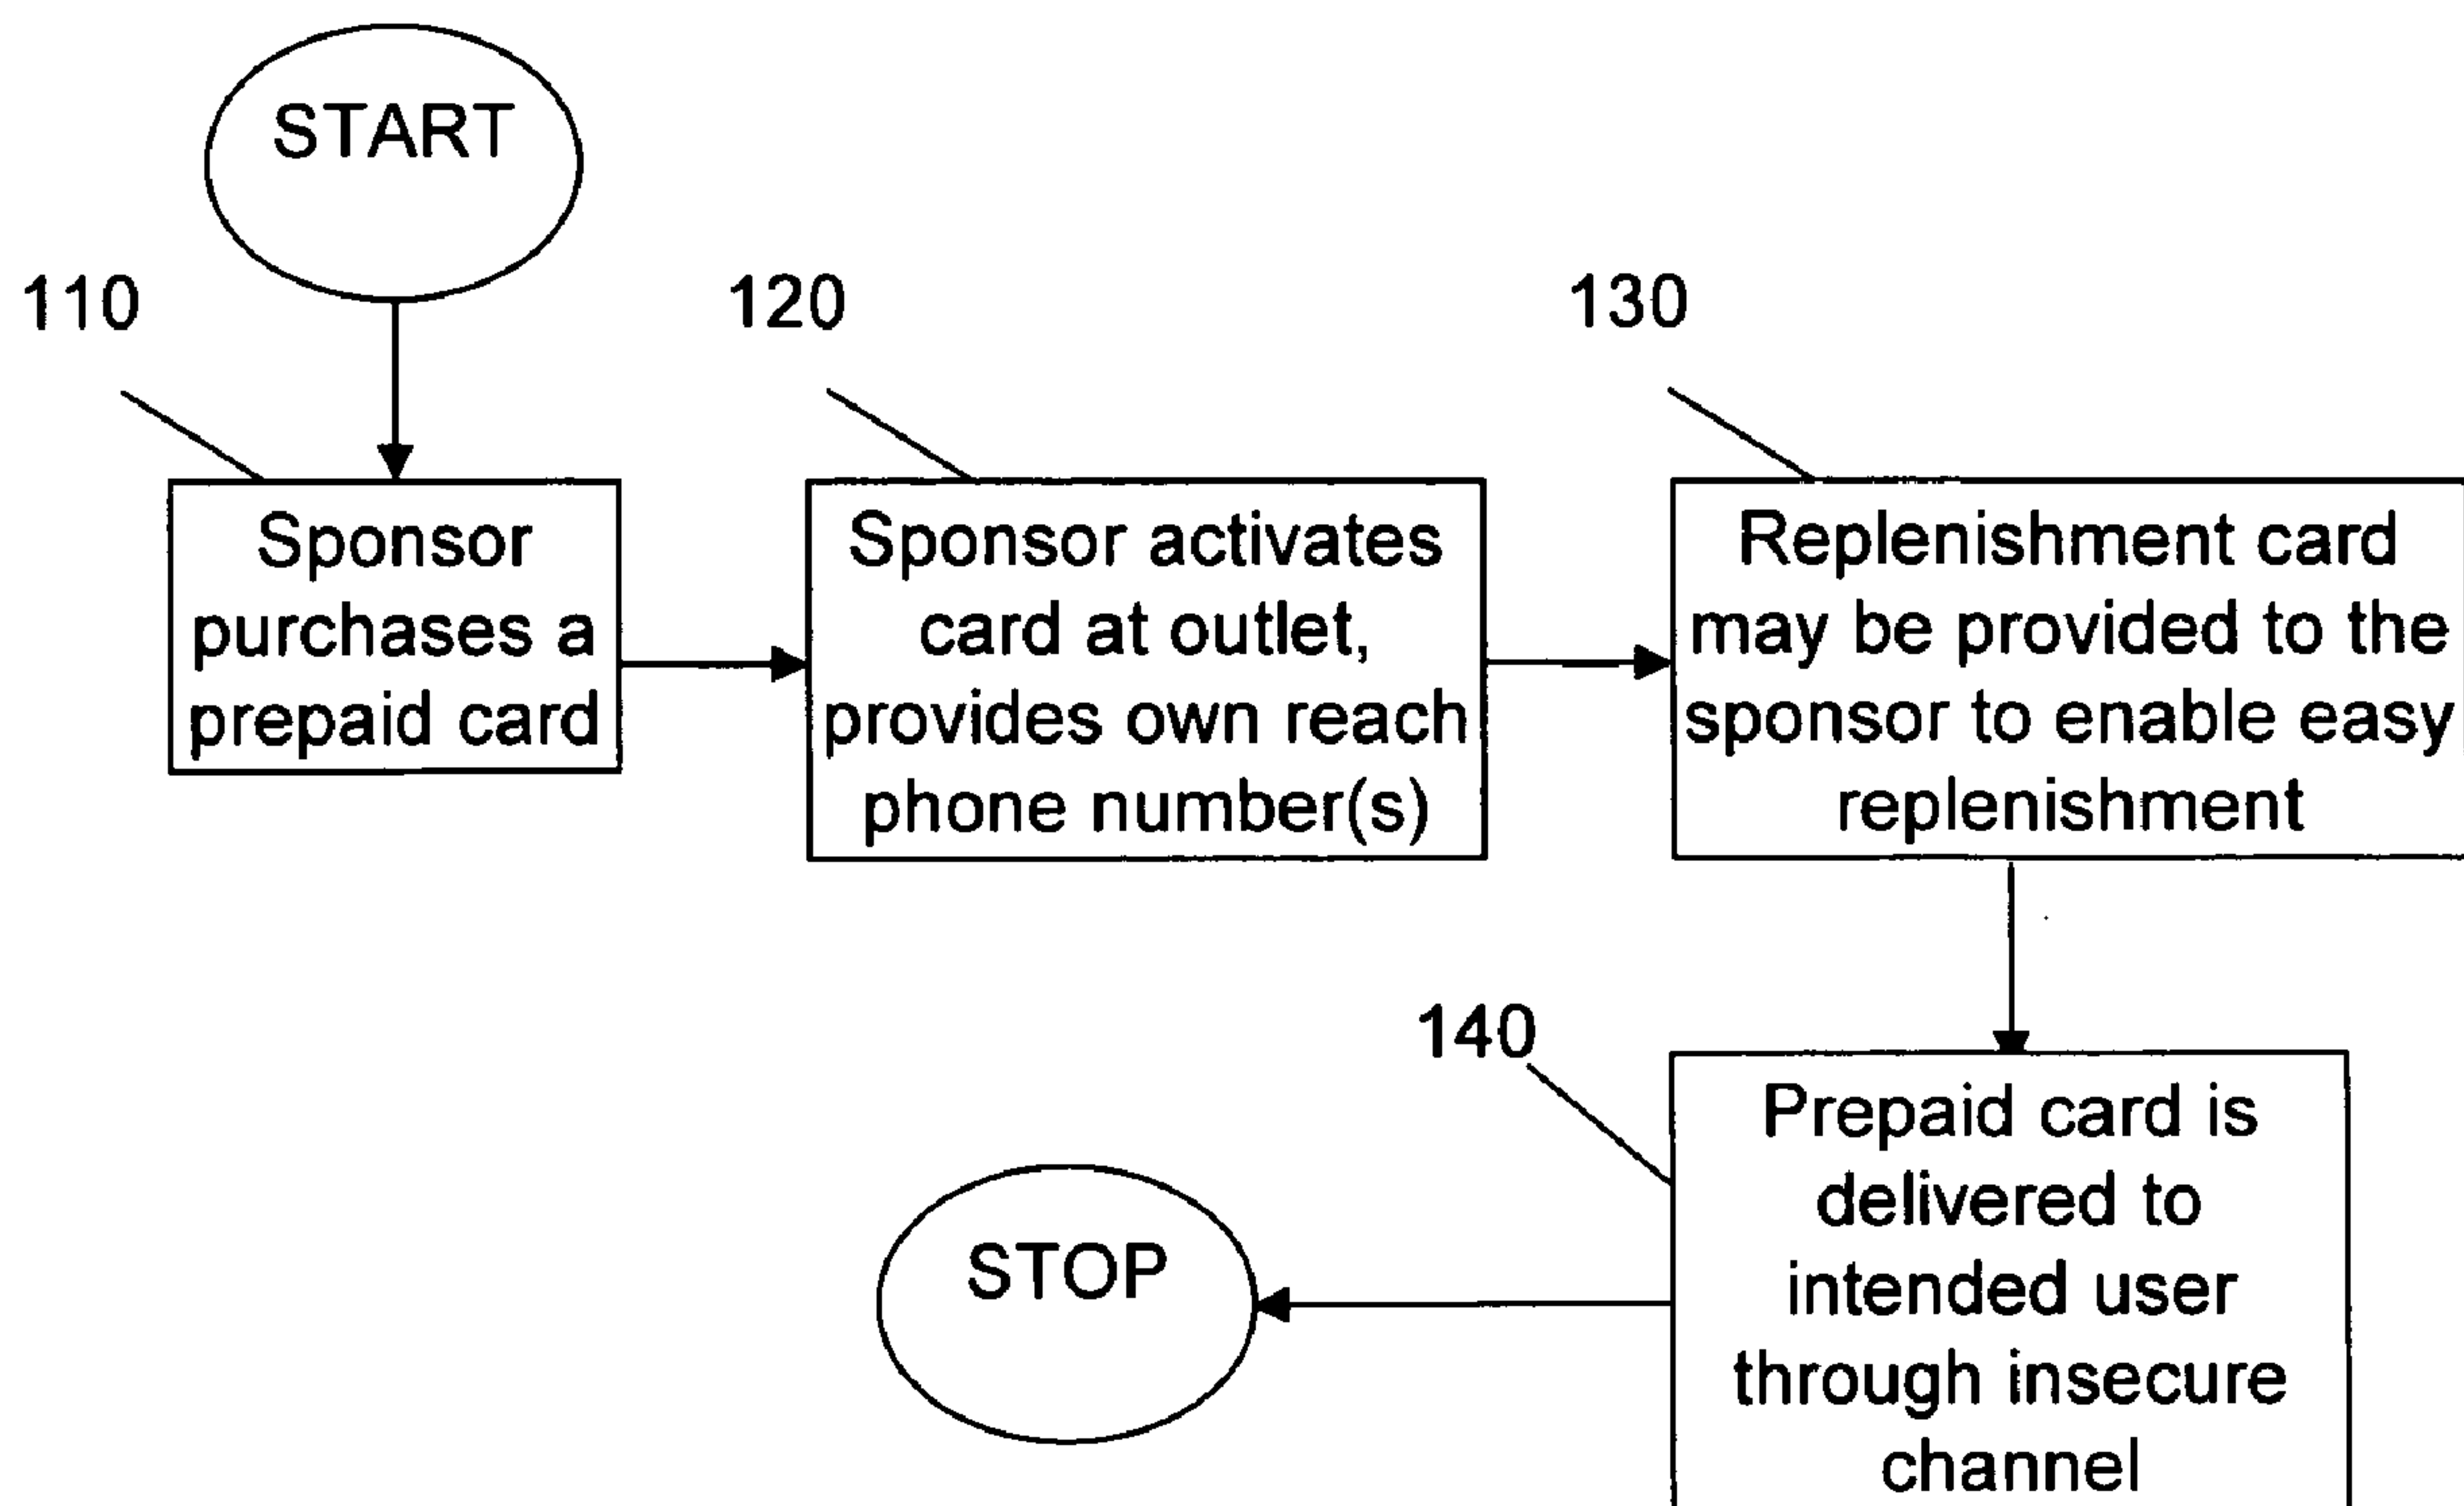 START
110
120
130
Sponsor
purchases a
prepaid card
Sponsor activates
card at outlet,
provides own reach
phone number(s)
Replenishment card
may be provided to the
sponsor to enable easy
replenishment
140
Prepaid card is
delivered to
intended user
through insecure
channel
STOP